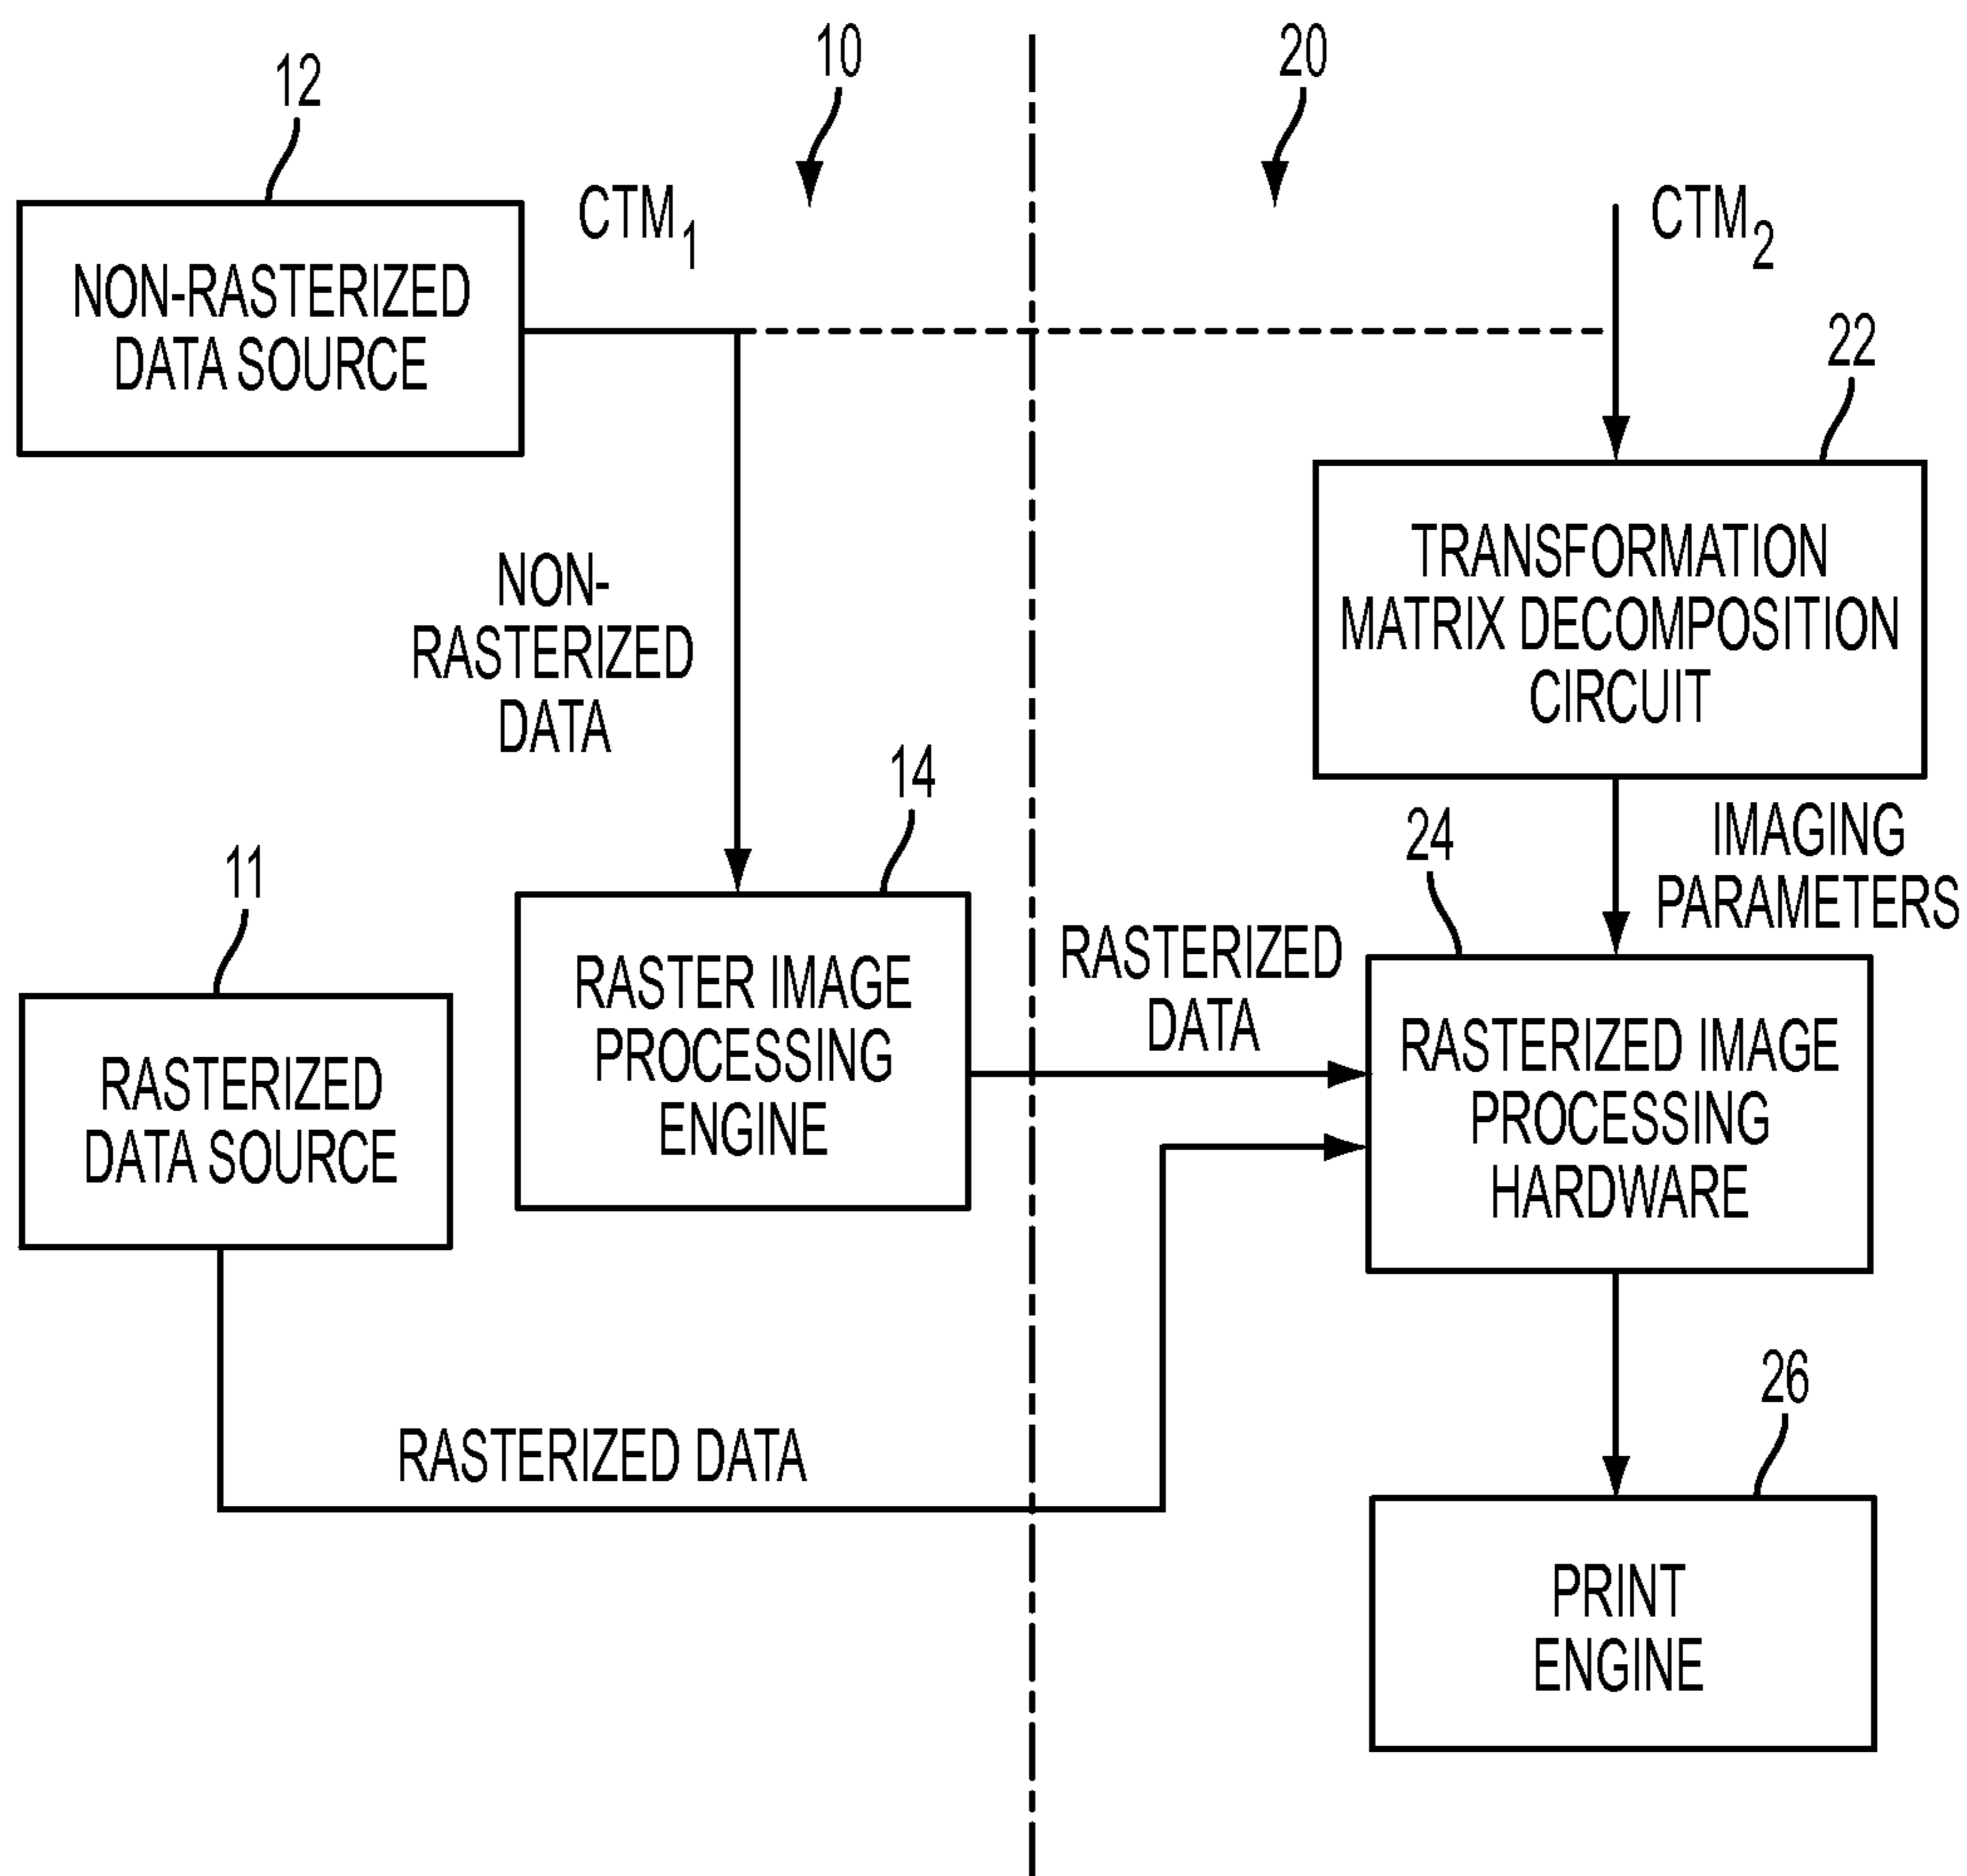 10
20
12
CTM1
CTM2
NON-RASTERIZED
DATA SOURCE
22
TRANSFORMATION
MATRIX DECOMPOSITION
CIRCUIT
NON-
RASTERIZED
DATA
14
24
IMAGING
PARAMETERS
11
RASTER IMAGE
PROCESSING
ENGINE
RASTERIZED
DATA
RASTERIZED IMAGE
PROCESSING
HARDWARE
RASTERIZED
DATA SOURCE
26
RASTERIZED DATA
PRINT
ENGINE